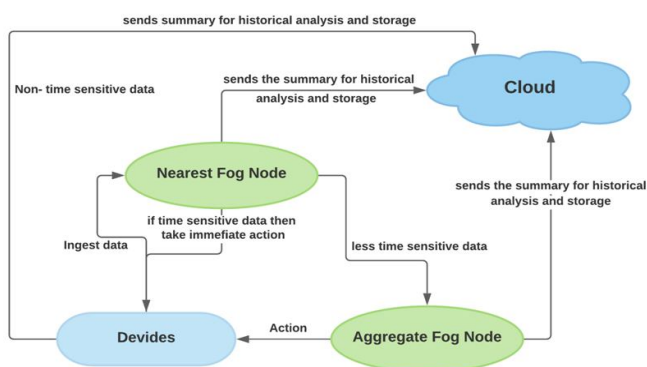 sends summary for historical analysis and storage
Non- time sensitive data
sends the summary for historical
analysis and storage
Cloud
Nearest Fog Node
sends the summary for historical
analysis and storage
if time sensitive data then
take immefiate action
Ingest data
less time sensitive data
Devides
Action
Aggregate Fog Node